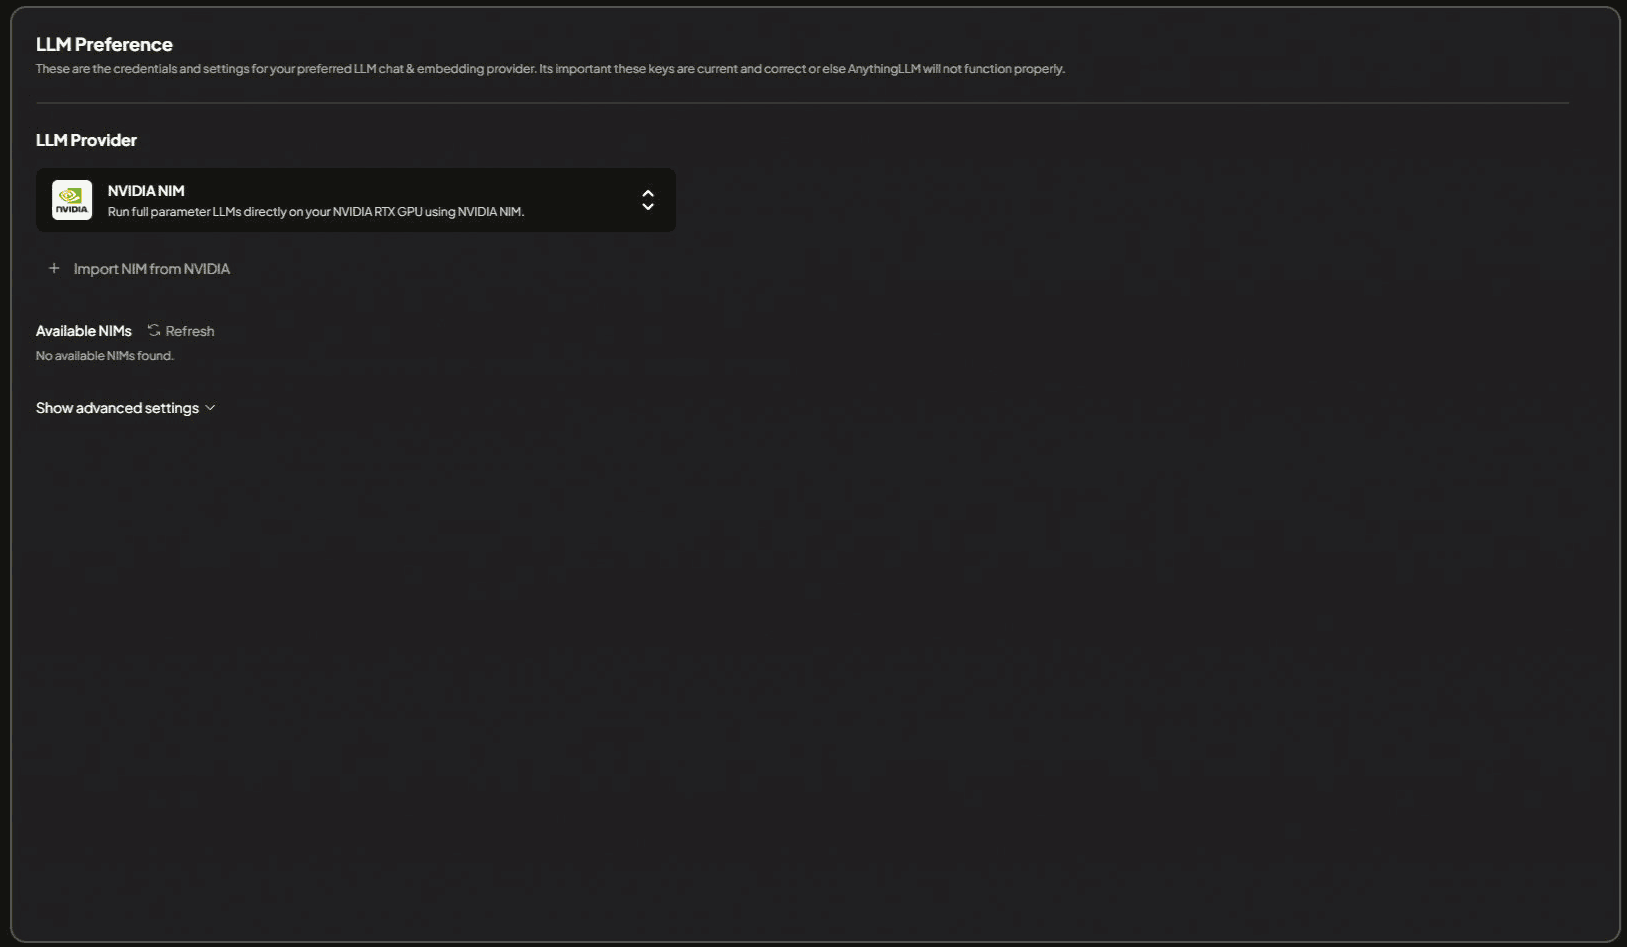 LLM Preference
These are the credentials and settings for your preferred LLM chat & embedding provider. Its important these keys are current and correct or else AnythingLLM will not function properly.
LLM Provider
NVIDIA
NVIDIA NIM
Run full parameter LLMs directly on your NVIDIA RTX GPU using NVIDIA NIM.
Import NIM from NVIDIA
Available NIMs Refresh
No available NIMs found.
Show advanced settings